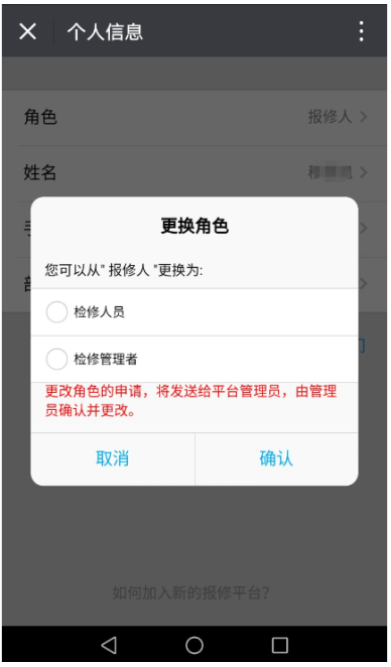 个人信息
角色
报修人
姓名
更换角色
您可以从" 报修人 "更换为:
检修人员
检修管理者
更改角色的申请，将发送给平台管理员，由管理
员确认并更改。
取消
确认
如何加入新的报修平台?